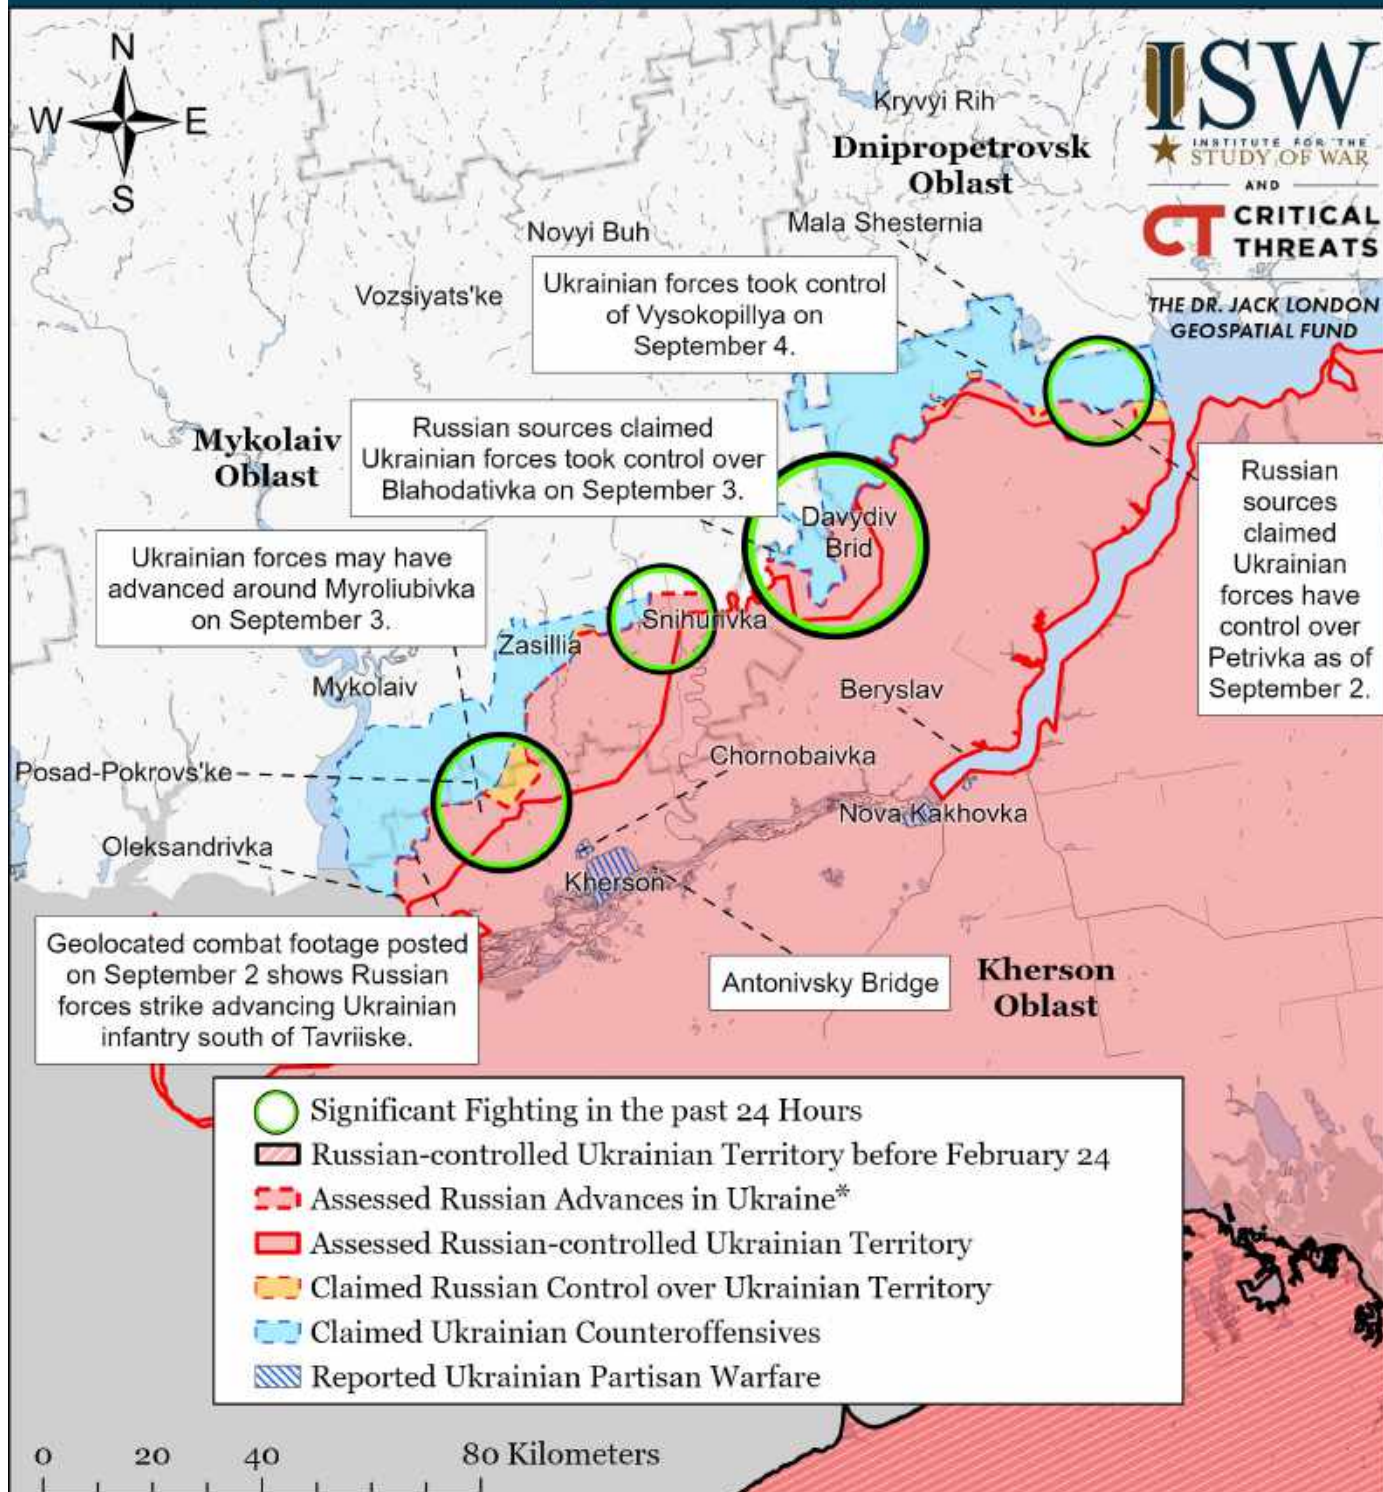 N
W
E
S
ISW
INSTITUTE FOR THE
STUDY OF WAR
AND
CT CRITICAL
THREATS
THE DR. JACK LONDON
GEOSPATIAL FUND
Kryvyi Rih
Dnipropetrovsk
Oblast
Mala Shesternia
Novyi Buh
Vozsiyats'ke
Ukrainian forces took control
of Vysokopillya on
September 4.
Mykolaiv
Oblast
Russian sources claimed
Ukrainian forces took control over
Blahodativka on September 3.
Russian
sources
claimed
Ukrainian
forces have
control over
Petrivka as of
September 2.
Davydiv
Brid
Ukrainian forces may have
advanced around Myroliubivka
on September 3.
Snihurivka
Zasillia
Mykolaiv
Beryslav
Chornobaivka
Posad-Pokrovs'ke
Nova Kakhovka
Oleksandrivka
Kherson
Geolocated combat footage posted
on September 2 shows Russian
forces strike advancing Ukrainian
infantry south of Tavriiske.
Antonivsky Bridge
Kherson
Oblast
Significant Fighting in the past 24 Hours
Russian-controlled Ukrainian Territory before February 24
Assessed Russian Advances in Ukraine*
Assessed Russian-controlled Ukrainian Territory
Claimed Russian Control over Ukrainian Territory
Claimed Ukrainian Counteroffensives
Reported Ukrainian Partisan Warfare
0 20 40 80 Kilometers